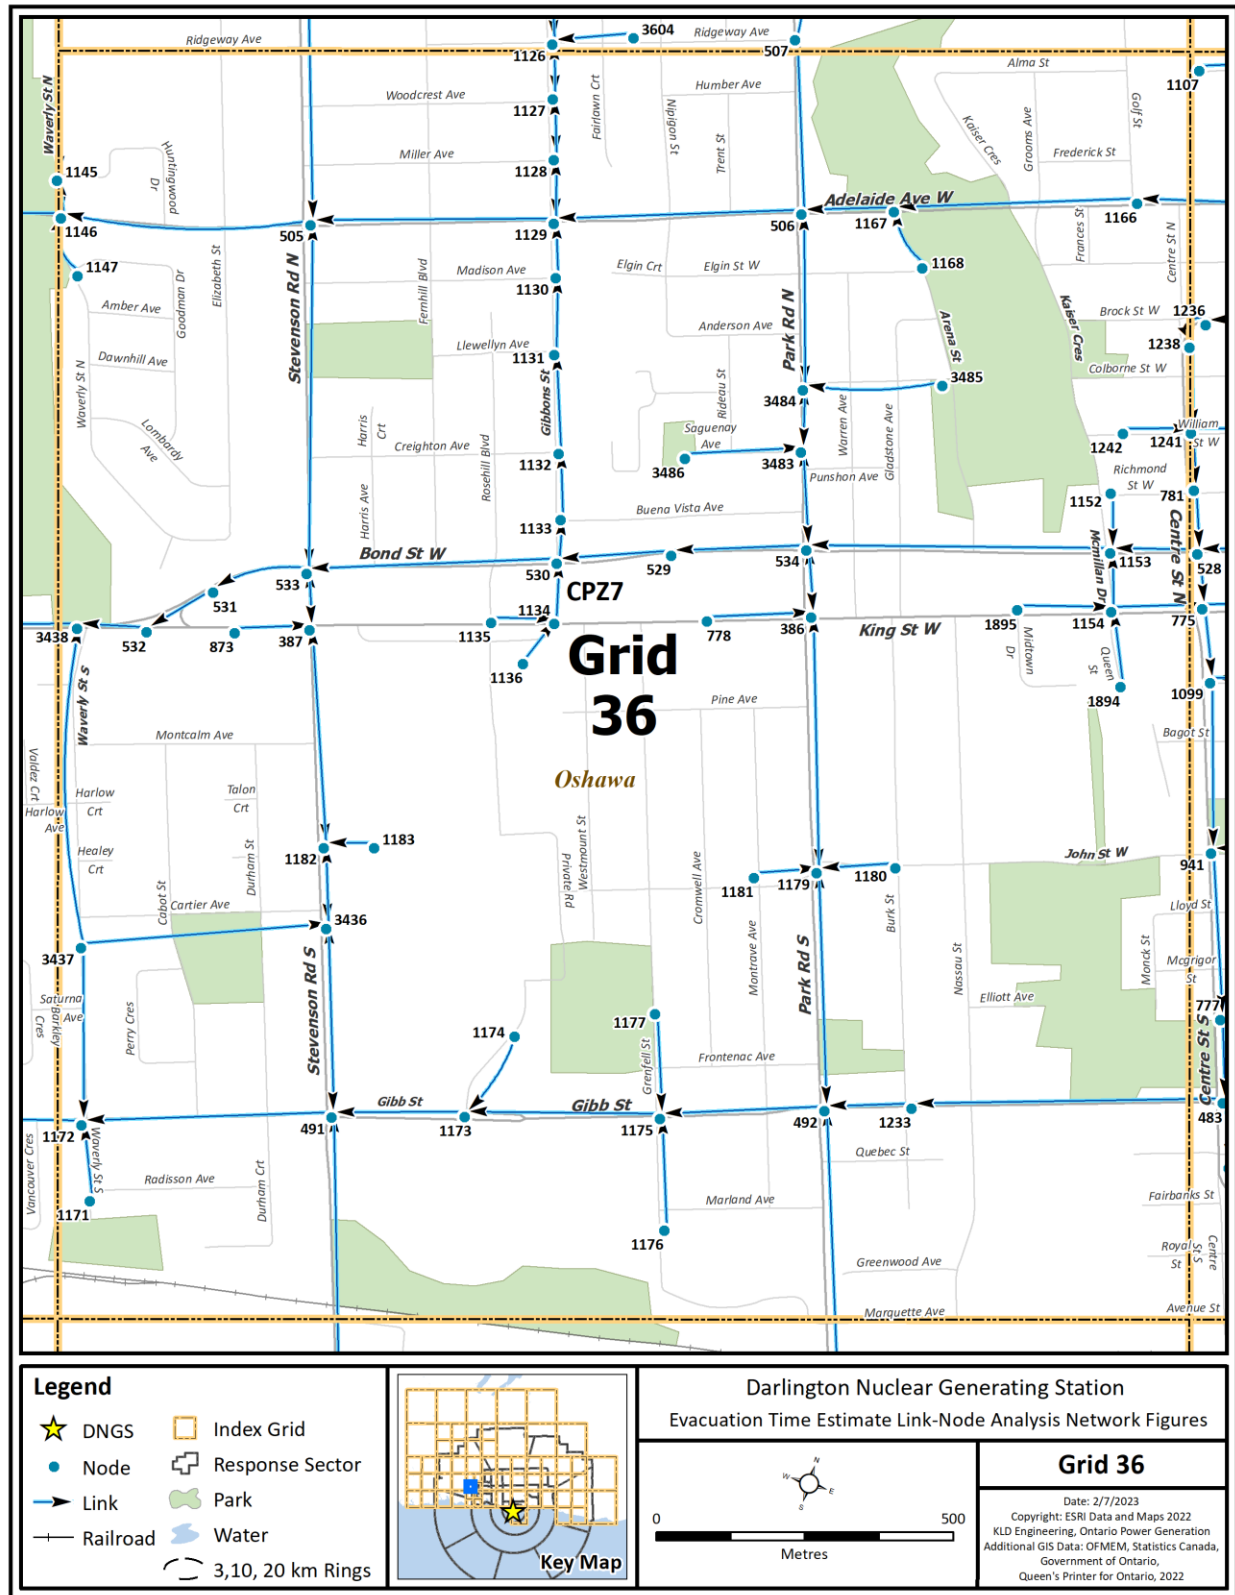 Ridgeway Ave
3604
Ridgeway Ave
1126
507
Alma St
1107
Waverly St N
Woodcrest Ave
1127
Fairlawn Crt
Nipigon St
Humber Ave
Trent St
Kaiser Cres
Grooms Ave
Golf St
Frederick St
Miller Ave
1128
1145
Huntingwood
Dr
Adelaide Ave W
1146
505
1129
506
1167
1166
Frances St
Centre St N
1147
Elizabeth St
Goodman Dr
Amber Ave
Stevenson Rd N
Fernhill Blvd
Madison Ave
1130
Elgin Crt
Elgin St W
1168
Park Rd N
Anderson Ave
Arena St
Kaiser Cres
Brock St W
1236
1238
Dawnhill Ave
Waverly St N
Llewellyn Ave
1131
Gibbons St
Rideau St
3485
3484
Colborne St W
Lombardy
Ave
Harris
Crt
Creighton Ave
Rosehill Blvd
1132
Saguenay
Ave
3486
3483
Warren Ave
Gladstone Ave
Punshon Ave
William
St W
1242
1241
Richmond
St W
1152
781
Harris Ave
1133
Buena Vista Ave
Bond St W
533
530
529
534
Mcmillan Dr
1153
Centre St N
528
531
CPZ7
1134
3438
532
873
387
1135
778
386
King St W
1895
1154
775
1136
Grid
36
Midtown
Dr
Queen
St
1894
1099
Waverly St S
Pine Ave
Montcalm Ave
Bagot St
Oshawa
Valdez Crt
Harlow
Crt
Harlow
Ave
Talon
Crt
Healey
Crt
Durham St
1182
1183
Private Rd
Westmount St
Cromwell Ave
1181
1179
1180
John St W
941
Cabot St
Cartier Ave
3436
Burk St
Lloyd St
3437
Montrave Ave
Park Rd S
Nassau St
Monck St
Mcgrigor
St
Stevenson Rd S
Saturna
Ave
Cres
Barkley
Perry Cres
Elliott Ave
777
1174
1177
Grenfell St
Frontenac Ave
Centre St S
Gibb St
Gibb St
1172
491
1173
1175
492
1233
483
Vancouver Cres
Waverly St S
Radisson Ave
Durham Crt
Quebec St
1171
Marland Ave
Fairbanks St
1176
Royal
St
Centre
St S
Greenwood Ave
Marquette Ave
Avenue St
Legend
DNGS
Node
Link
Railroad
Index Grid
Response Sector
Park
Water
3,10, 20 km Rings
Key Map
Darlington Nuclear Generating Station
Evacuation Time Estimate Link-Node Analysis Network Figures
N
W
E
S
0
500
Metres
Grid 36
Date: 2/7/2023
Copyright: ESRI Data and Maps 2022
KLD Engineering, Ontario Power Generation
Additional GIS Data: OFMEM, Statistics Canada,
Government of Ontario,
Queen's Printer for Ontario, 2022